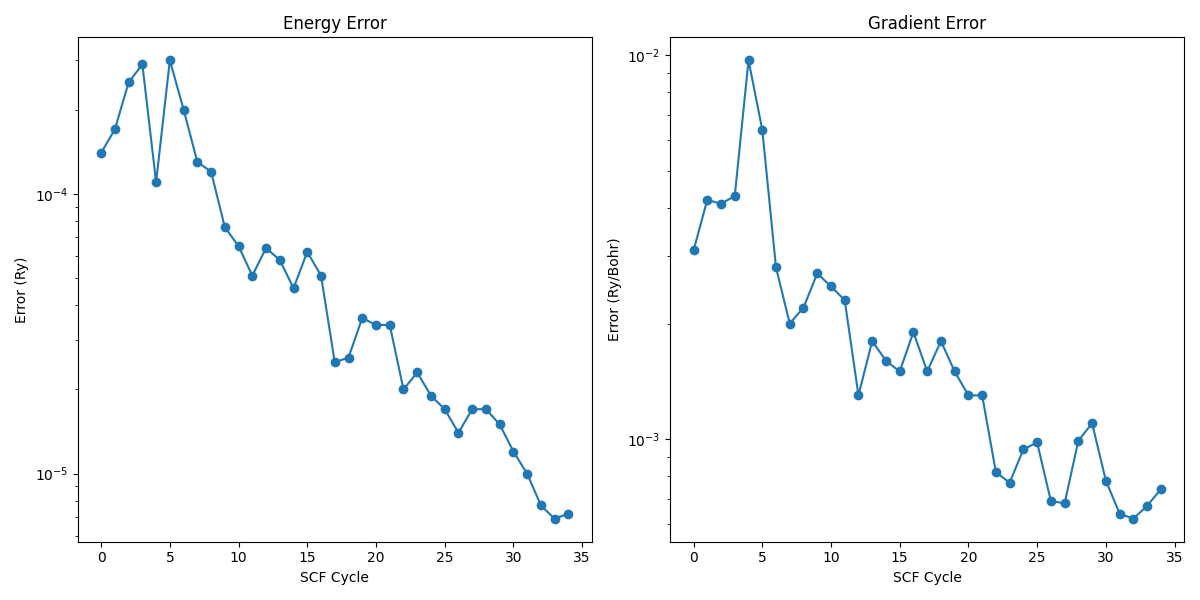 Energy Error
Error (Ry)
10⁻⁴
10⁻⁵
0 5 10 15 20 25 30 35
SCF Cycle
Gradient Error
Error (Ry/Bohr)
10⁻²
10⁻³
0 5 10 15 20 25 30 35
SCF Cycle